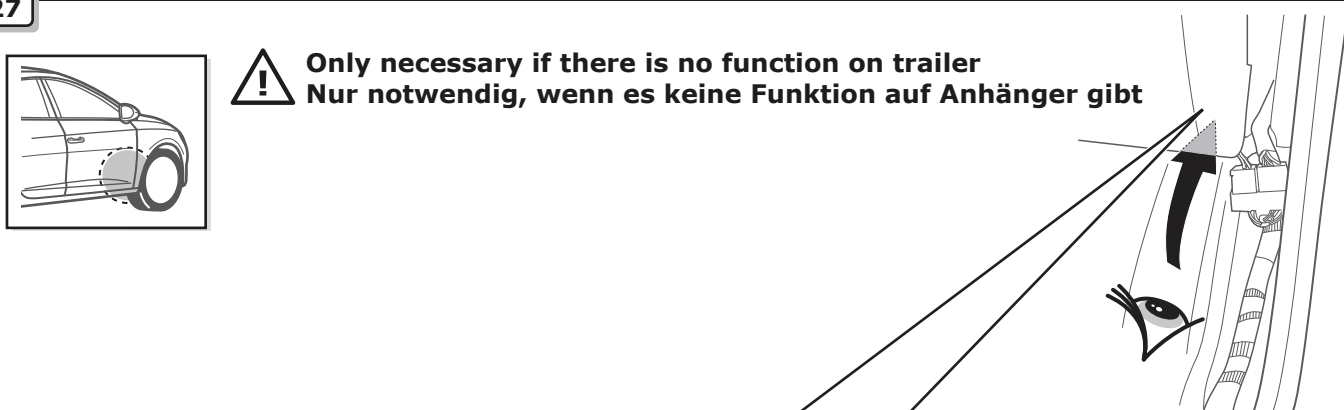 27
Only necessary if there is no function on trailer
Nur notwendig, wenn es keine Funktion auf Anhänger gibt